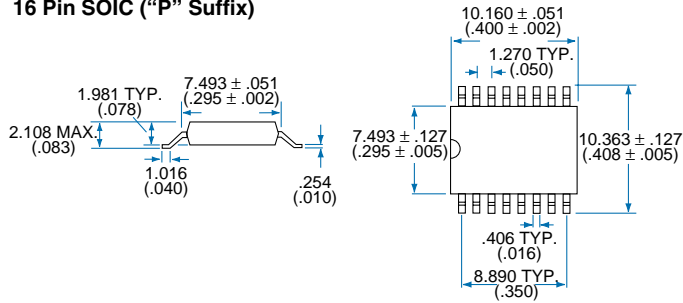 16 Pin SOIC (“P” Suffix)
10.160 ± .051
(.400 ± .002)
1.270 TYP.
(.050)
1.981 TYP.
(.078)
7.493 ± .051
(.295 ± .002)
2.108 MAX.
(.083)
1.016
(.040)
.254
(.010)
7.493 ± .127
(.295 ± .005)
10.363 ± .127
(.408 ± .005)
.406 TYP.
(.016)
8.890 TYP.
(.350)